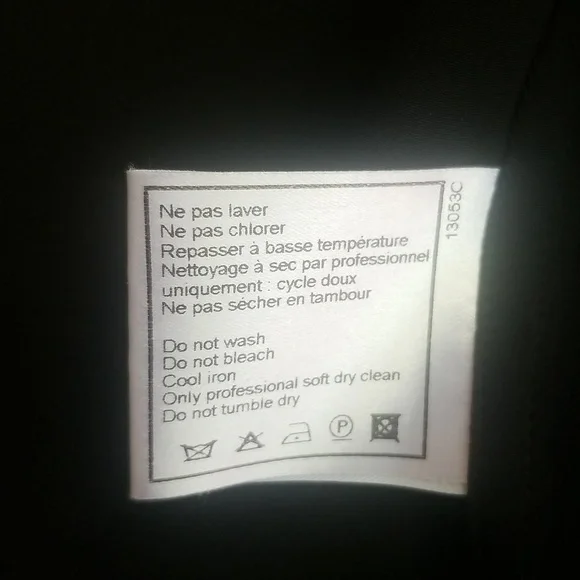 Ne pas laver
Ne pas chlorer
Repasser à basse température
Nettoyage à sec par professionnel
uniquement : cycle doux
Ne pas sécher en tambour
Do not wash
Do not bleach
Cool iron
Only professional soft dry clean
Do not tumble dry
P
13053C